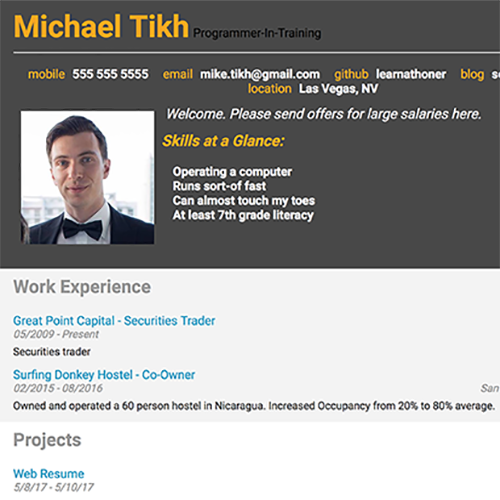 Michael Tikh Programmer-In-Training
mobile 555 555 5555 email mike.tikh@gmail.com github learnathoner blog
location Las Vegas, NV
Welcome. Please send offers for large salaries here.
Skills at a Glance:
Operating a computer
Runs sort-of fast
Can almost touch my toes
At least 7th grade literacy
Work Experience
Great Point Capital - Securities Trader
05/2009 - Present
Securities trader
Surfing Donkey Hostel - Co-Owner
02/2015 - 08/2016 San
Owned and operated a 60 person hostel in Nicaragua. Increased Occupancy from 20% to 80% average.
Projects
Web Resume
5/8/17 - 5/10/17